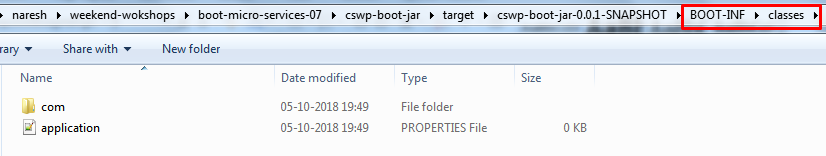 naresh ▸ weekend-wokshops ▸ boot-micro-services-07 ▸ cswp-boot-jar ▸ target ▸ cswp-boot-jar-0.0.1-SNAPSHOT ▸ BOOT-INF ▸ classes ▸
rary ▾ Share with ▾ New folder
Name Date modified Type Size
com 05-10-2018 19:49 File folder
application 05-10-2018 19:49 PROPERTIES File 0 KB